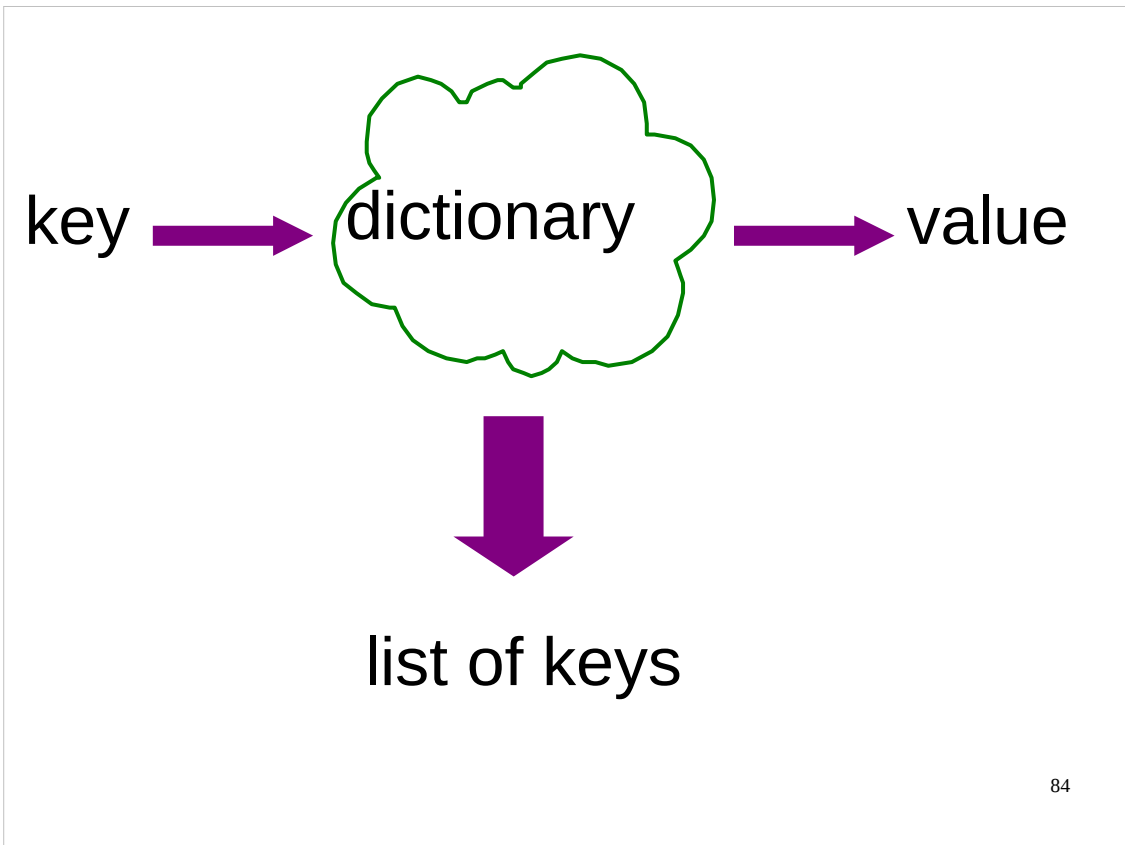 key
dictionary
value
list of keys
84